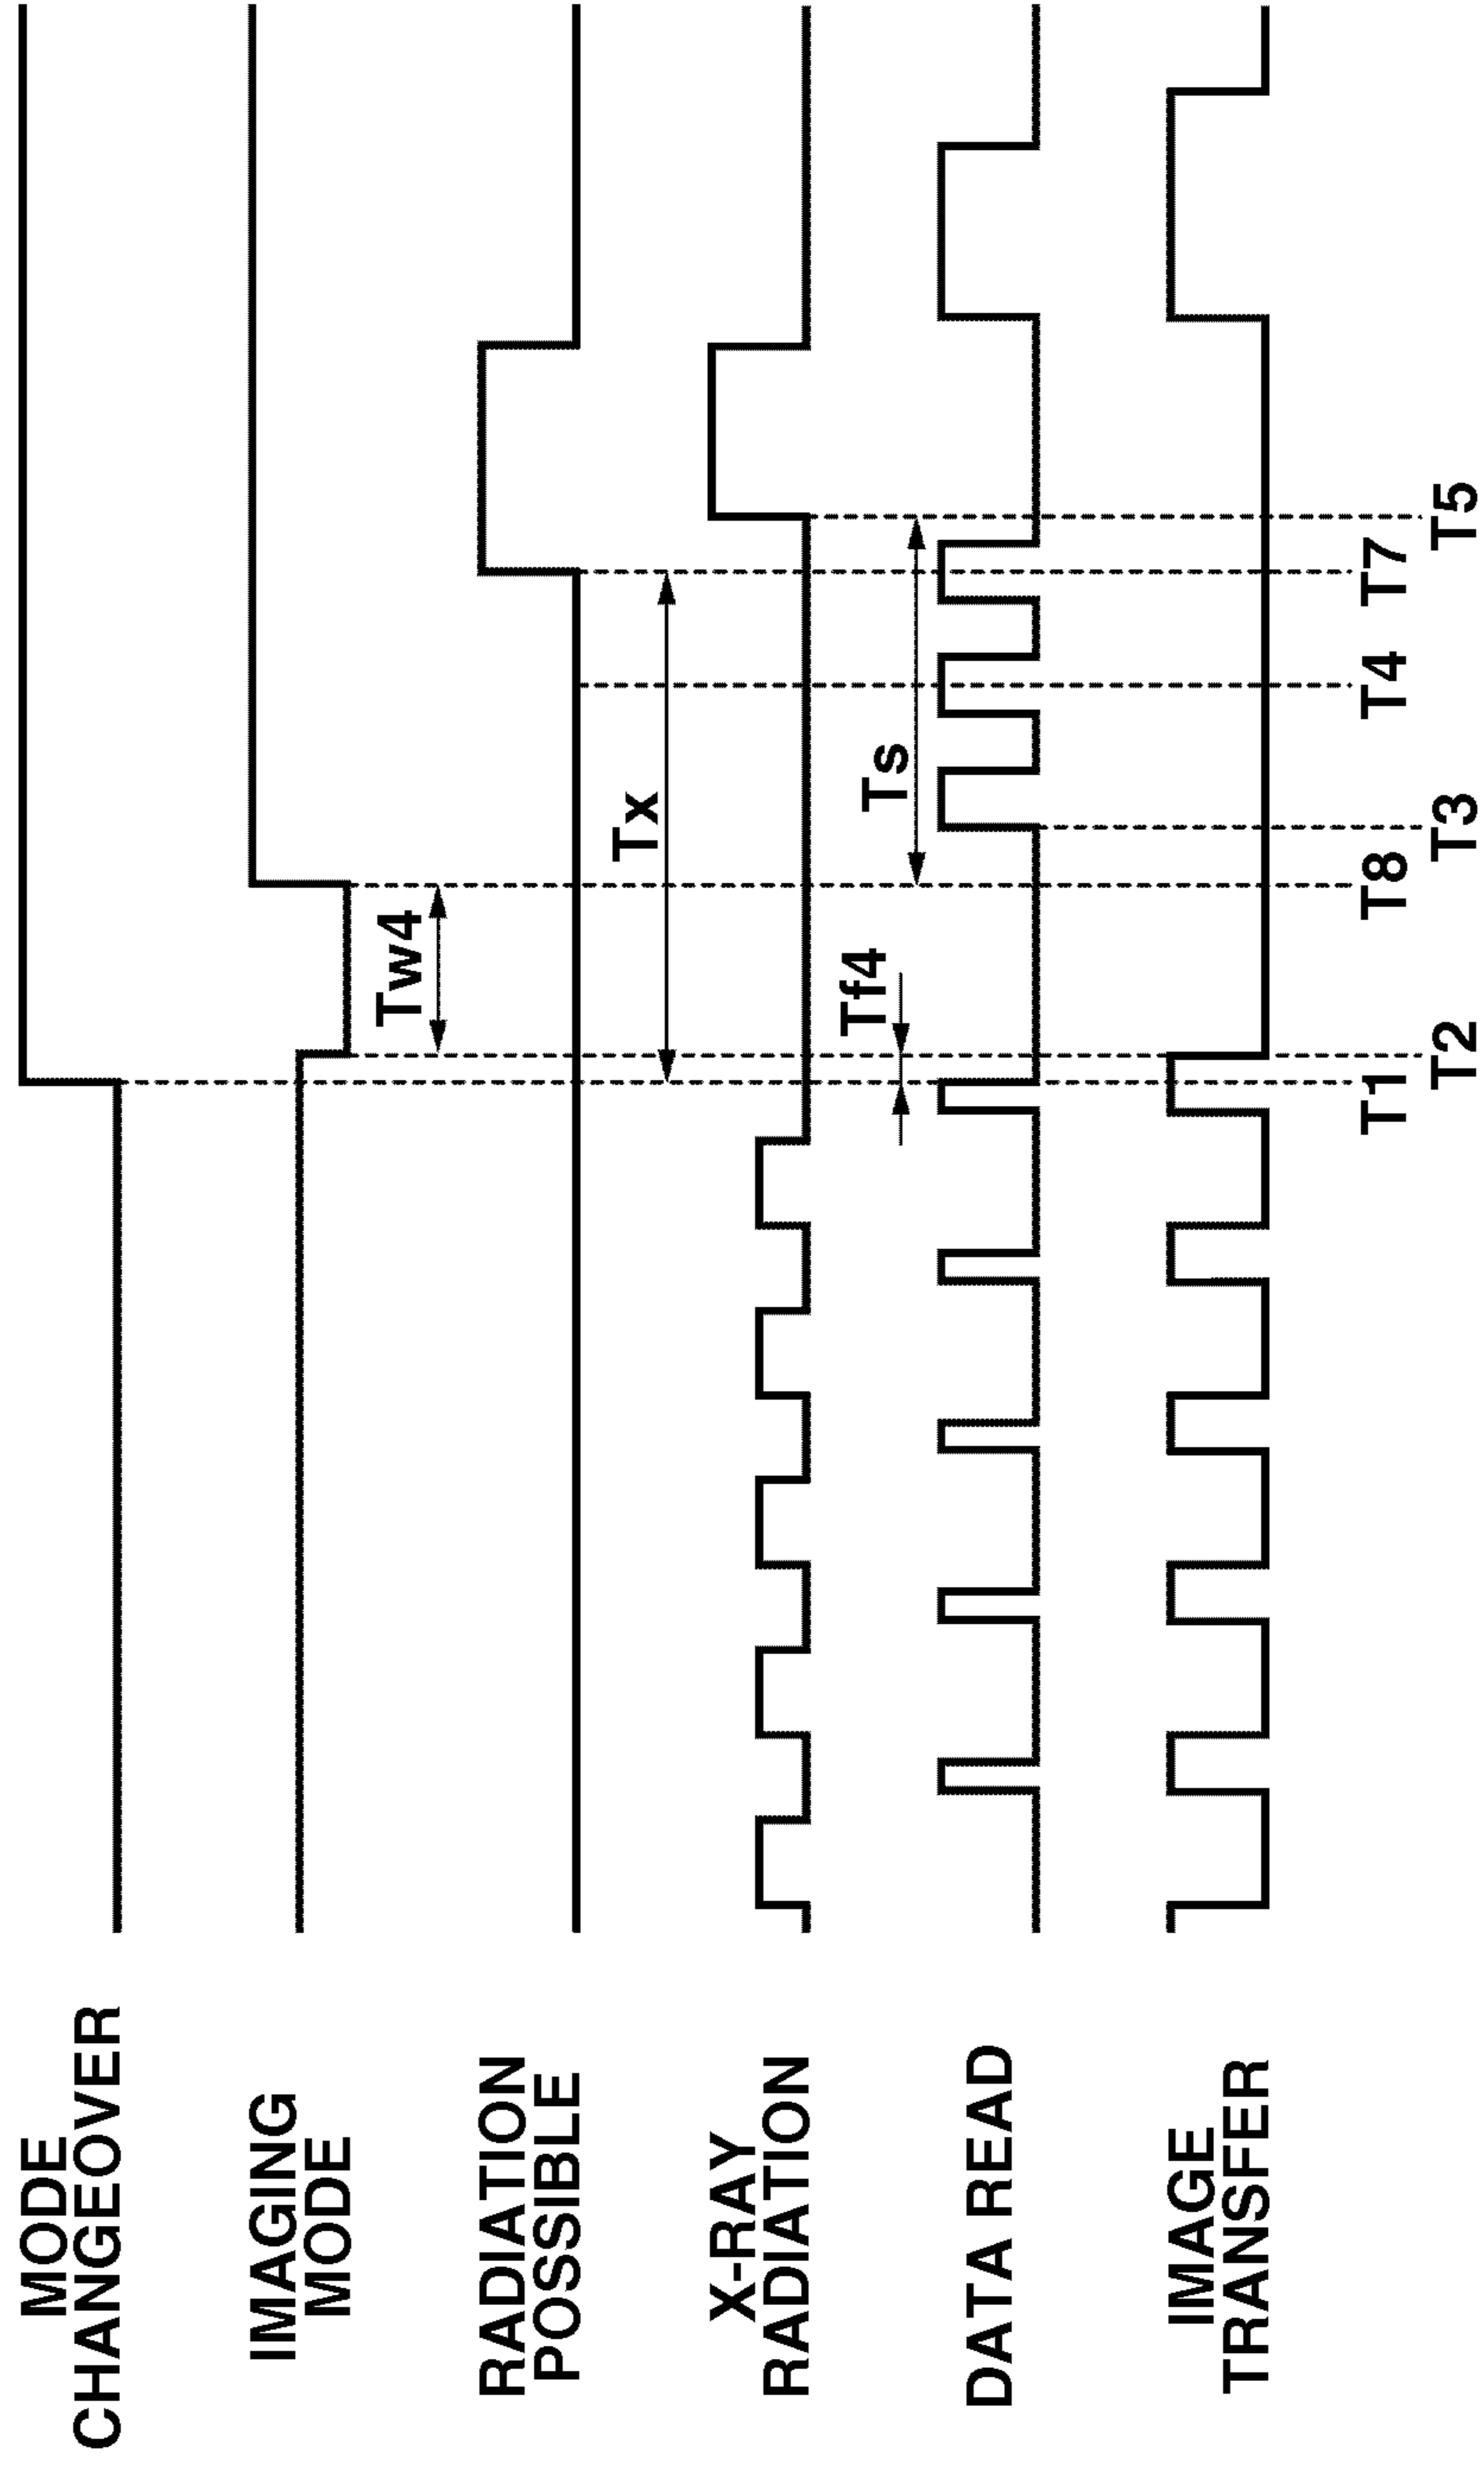 MODE
CHANGEOVER
IMAGING
MODE
Tw4
RADIATION
POSSIBLE
Tx
X-RAY
RADIATION
Tf4
Ts
DATA READ
IMAGE
TRANSFER
T1
T8
T4
T7
T2
T3
T5